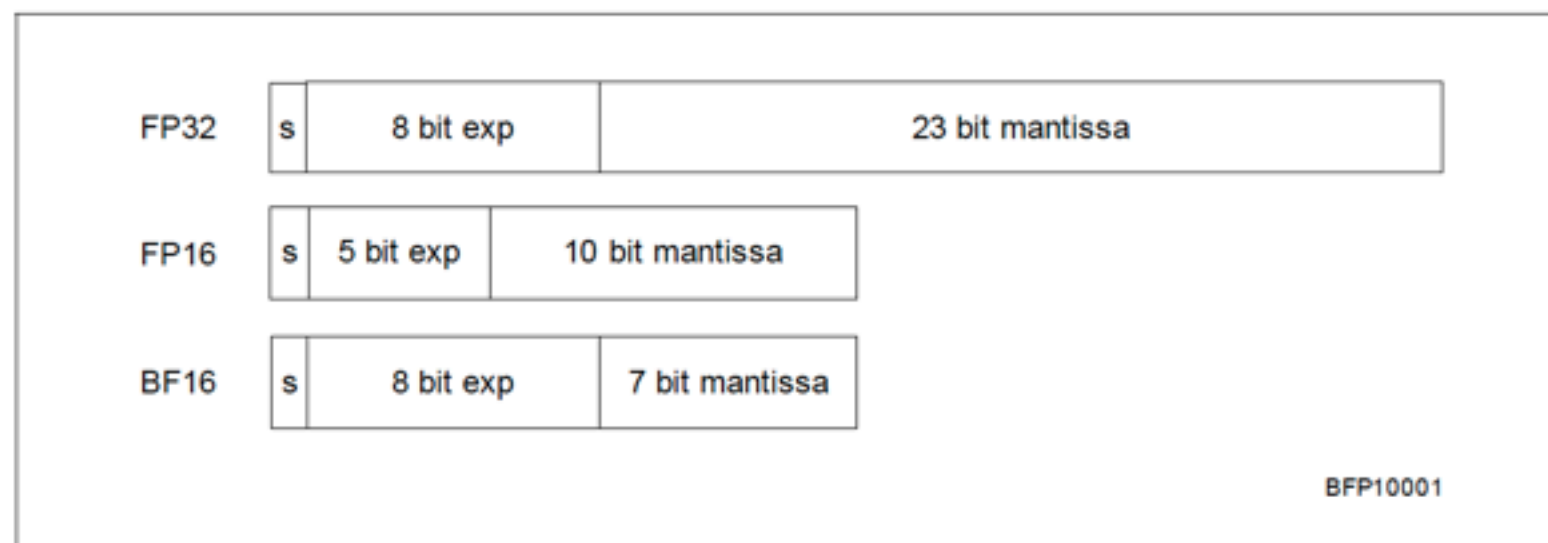 FP32 s 8 bit exp 23 bit mantissa
FP16 s 5 bit exp 10 bit mantissa
BF16 s 8 bit exp 7 bit mantissa
BFP10001